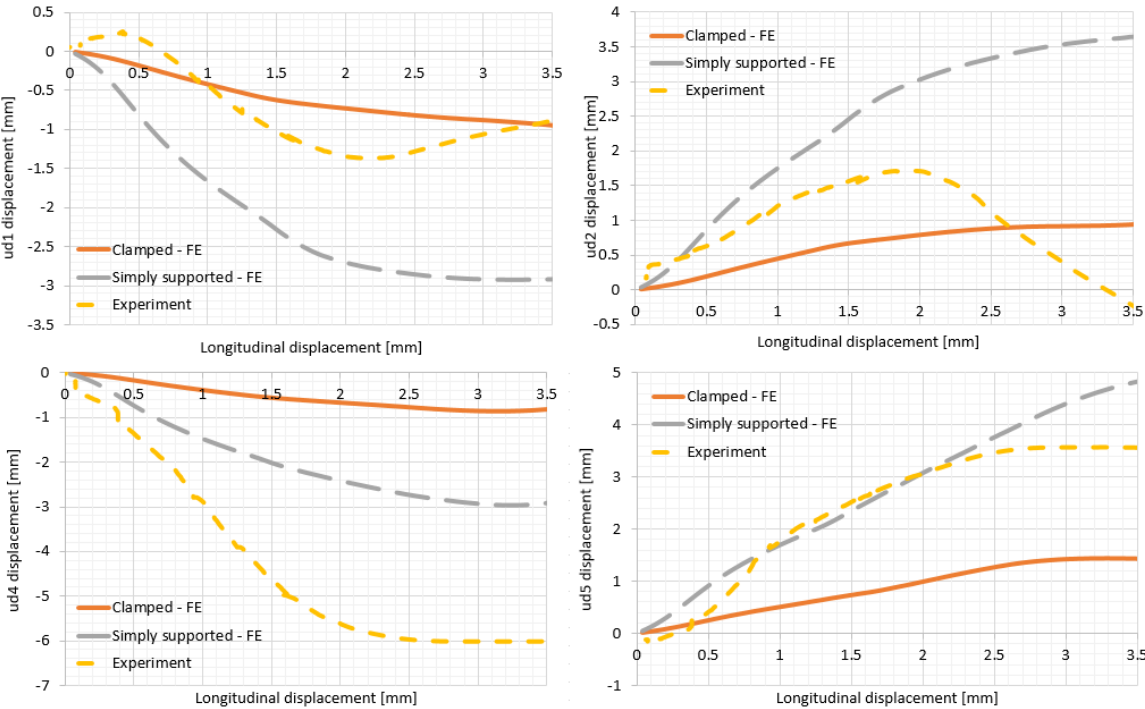 0.5
0
-0.5
-1
-1.5
-2
-2.5
-3
-3.5
0 0.5 1 1.5 2 2.5 3 3.5
ud1 displacement [mm]
Clamped - FE
Simply supported - FE
Experiment
Longitudinal displacement [mm]
4
3.5
3
2.5
2
1.5
1
0.5
0
-0.5
0 0.5 1 1.5 2 2.5 3 3.5
ud2 displacement [mm]
Clamped - FE
Simply supported - FE
Experiment
Longitudinal displacement [mm]
0
-1
-2
-3
-4
-5
-6
-7
0 0.5 1 1.5 2 2.5 3 3.5
ud4 displacement [mm]
Clamped - FE
Simply supported - FE
Experiment
Longitudinal displacement [mm]
5
4
3
2
1
0
-1
0 0.5 1 1.5 2 2.5 3 3.5
ud5 displacement [mm]
Clamped - FE
Simply supported - FE
Experiment
Longitudinal displacement [mm]